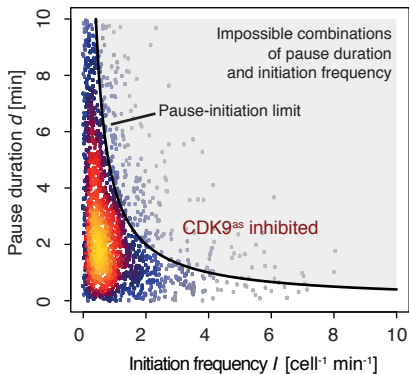 Impossible combinations
of pause duration
and initiation frequency
Pause-initiation limit
CDK9as inhibited
Pause duration d [min]
10
8
6
4
2
0
0 2 4 6 8 10
Initiation frequency I [cell-1 min-1]